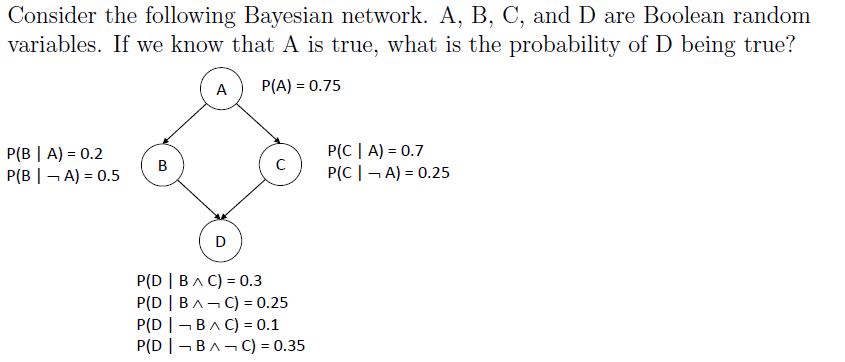 Consider the following Bayesian network. A, B, C, and D are Boolean random
variables. If we know that A is true, what is the probability of D being true?
A
P(A) = 0.75
P(B | A) = 0.2
P(B | ¬ A) = 0.5
B
C
P(C | A) = 0.7
P(C | ¬ A) = 0.25
D
P(D | B ∧ C) = 0.3
P(D | B ∧ ¬ C) = 0.25
P(D | ¬ B ∧ C) = 0.1
P(D | ¬ B ∧ ¬ C) = 0.35